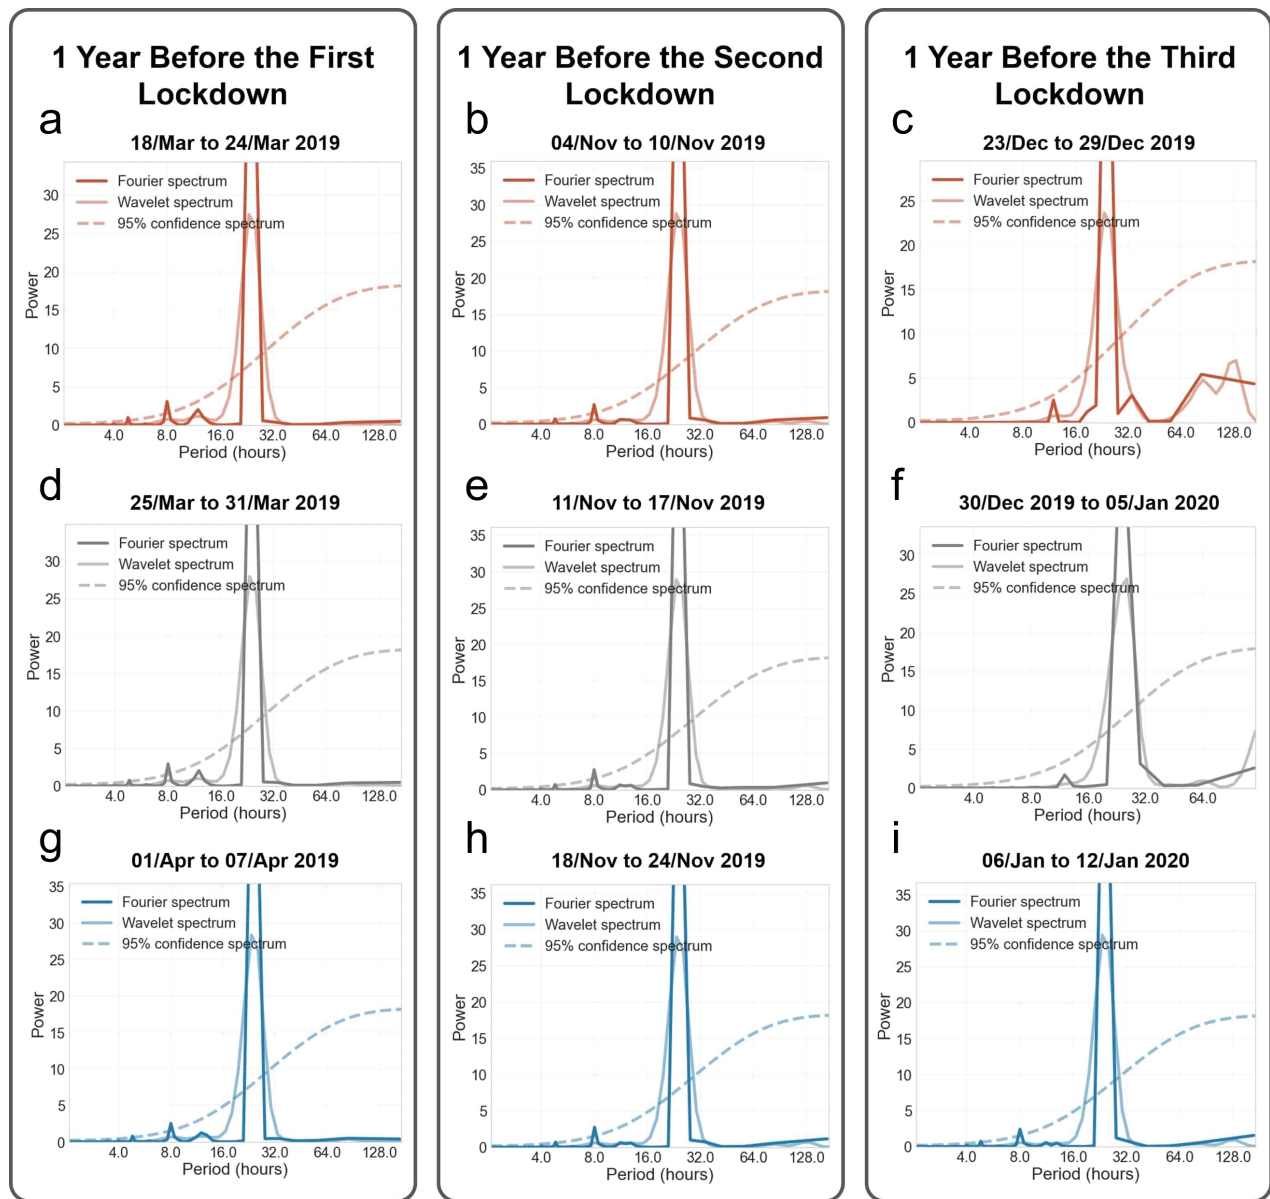 1 Year Before the First
Lockdown
a
18/Mar to 24/Mar 2019
Fourier spectrum
Wavelet spectrum
95% confidence spectrum
30
25
20
15
10
5
0
Power
4.0 8.0 16.0 32.0 64.0 128.0
Period (hours)
d
25/Mar to 31/Mar 2019
Fourier spectrum
Wavelet spectrum
95% confidence spectrum
30
25
20
15
10
5
0
Power
4.0 8.0 16.0 32.0 64.0 128.0
Period (hours)
g
01/Apr to 07/Apr 2019
Fourier spectrum
Wavelet spectrum
95% confidence spectrum
35
30
25
20
15
10
5
0
Power
4.0 8.0 16.0 32.0 64.0 128.0
Period (hours)
1 Year Before the Second
Lockdown
b
04/Nov to 10/Nov 2019
Fourier spectrum
Wavelet spectrum
95% confidence spectrum
35
30
25
20
15
10
5
0
Power
4.0 8.0 16.0 32.0 64.0 128.0
Period (hours)
e
11/Nov to 17/Nov 2019
Fourier spectrum
Wavelet spectrum
95% confidence spectrum
35
30
25
20
15
10
5
0
Power
4.0 8.0 16.0 32.0 64.0 128.0
Period (hours)
h
18/Nov to 24/Nov 2019
Fourier spectrum
Wavelet spectrum
95% confidence spectrum
35
30
25
20
15
10
5
0
Power
4.0 8.0 16.0 32.0 64.0 128.0
Period (hours)
1 Year Before the Third
Lockdown
c
23/Dec to 29/Dec 2019
Fourier spectrum
Wavelet spectrum
95% confidence spectrum
25
20
15
10
5
0
Power
4.0 8.0 16.0 32.0 64.0 128.0
Period (hours)
f
30/Dec 2019 to 05/Jan 2020
Fourier spectrum
Wavelet spectrum
95% confidence spectrum
30
25
20
15
10
5
0
Power
4.0 8.0 16.0 32.0 64.0
Period (hours)
i
06/Jan to 12/Jan 2020
Fourier spectrum
Wavelet spectrum
95% confidence spectrum
35
30
25
20
15
10
5
0
Power
4.0 8.0 16.0 32.0 64.0 128.0
Period (hours)